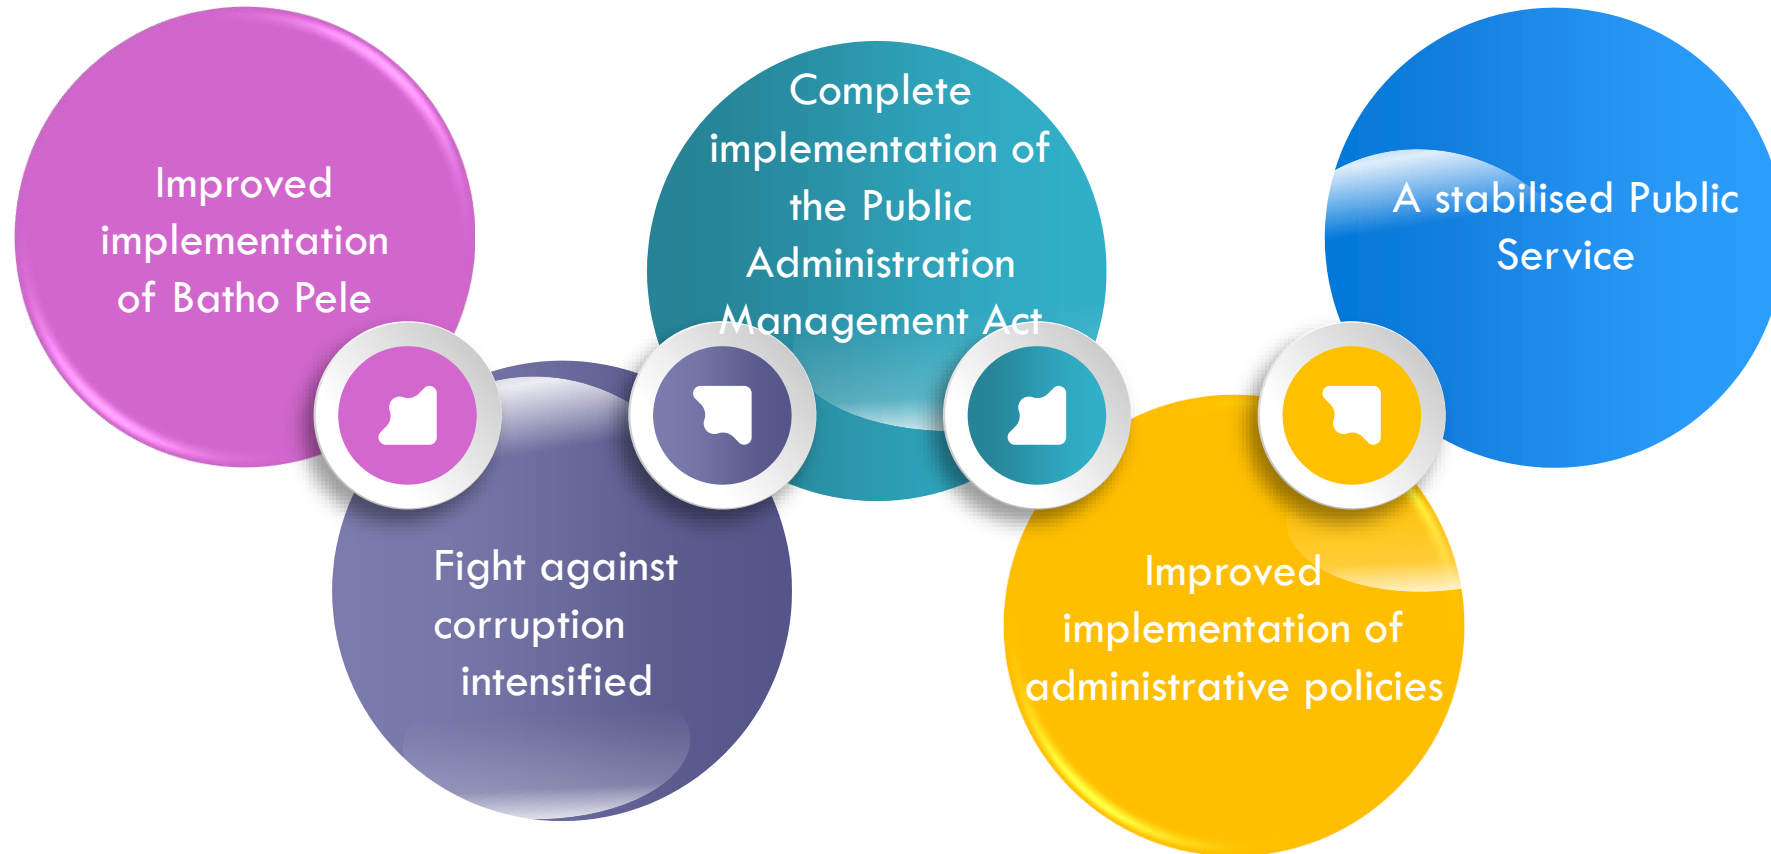 Improved
implementation
of Batho Pele
Fight against
corruption
intensified
Complete
implementation of
the Public
Administration
Management Act
Improved
implementation of
administrative policies
A stabilised Public
Service